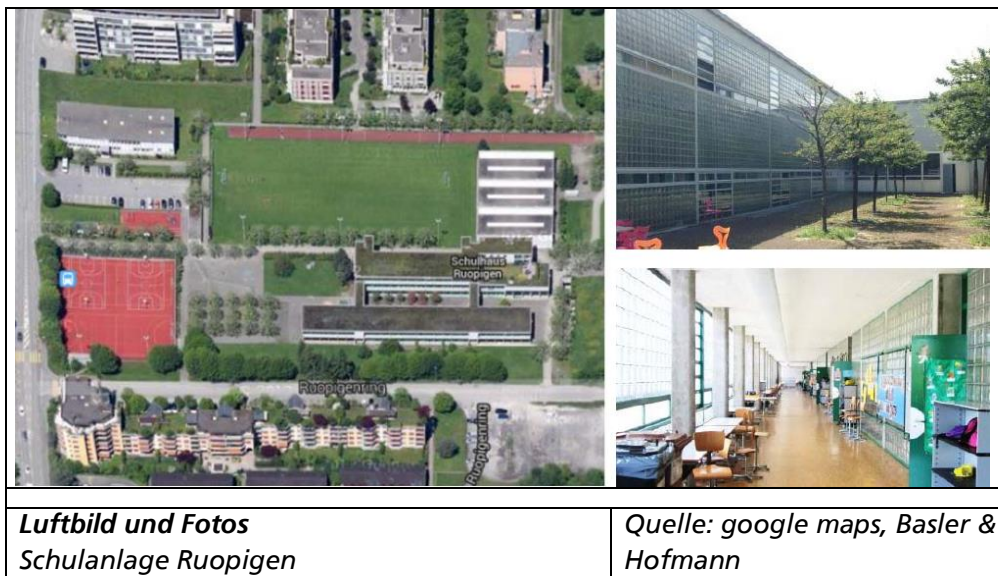 Schulhaus
Ruopigen
Ruopigenring
Ruopigenring
Luftbild und Fotos
Schulanlage Ruopigen
Quelle: google maps, Basler &
Hofmann